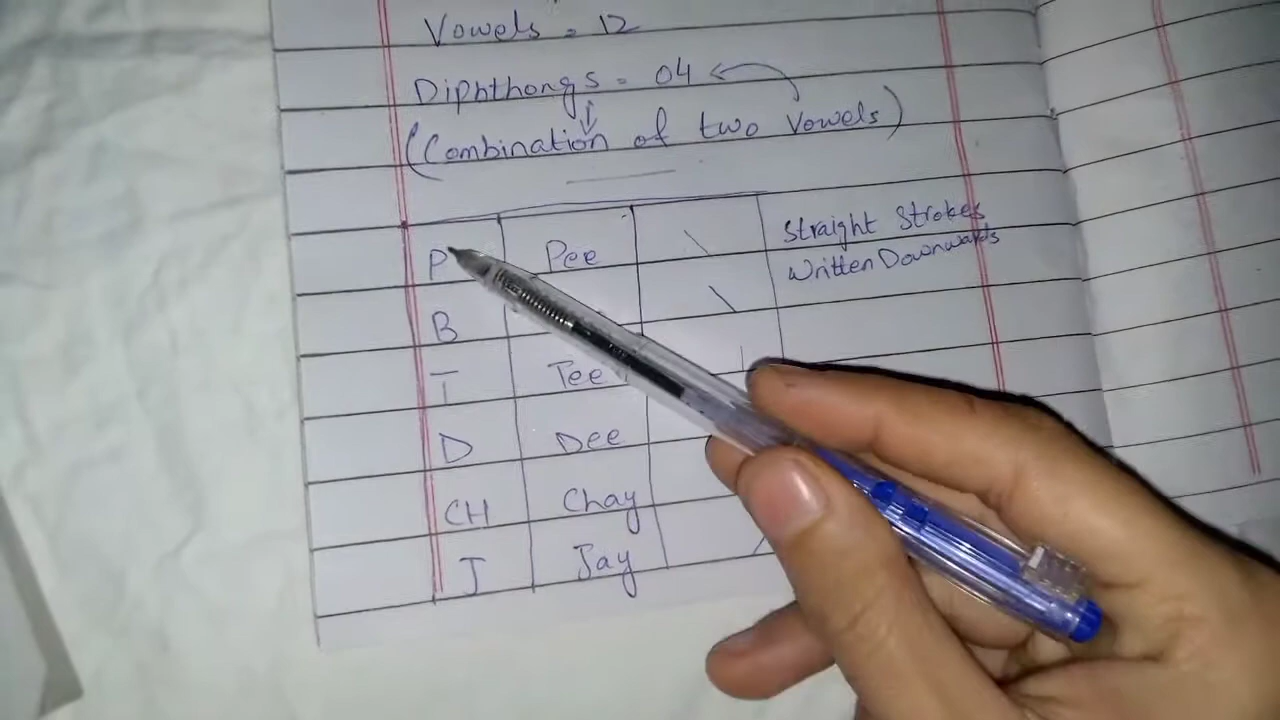 Vowels = 12
Diphthongs = 04
(Combination of two vowels)
P Pee \ Straight Strokes
Written Downwards
B \
T Tee |
D Dee
CH Chay
J Jay /